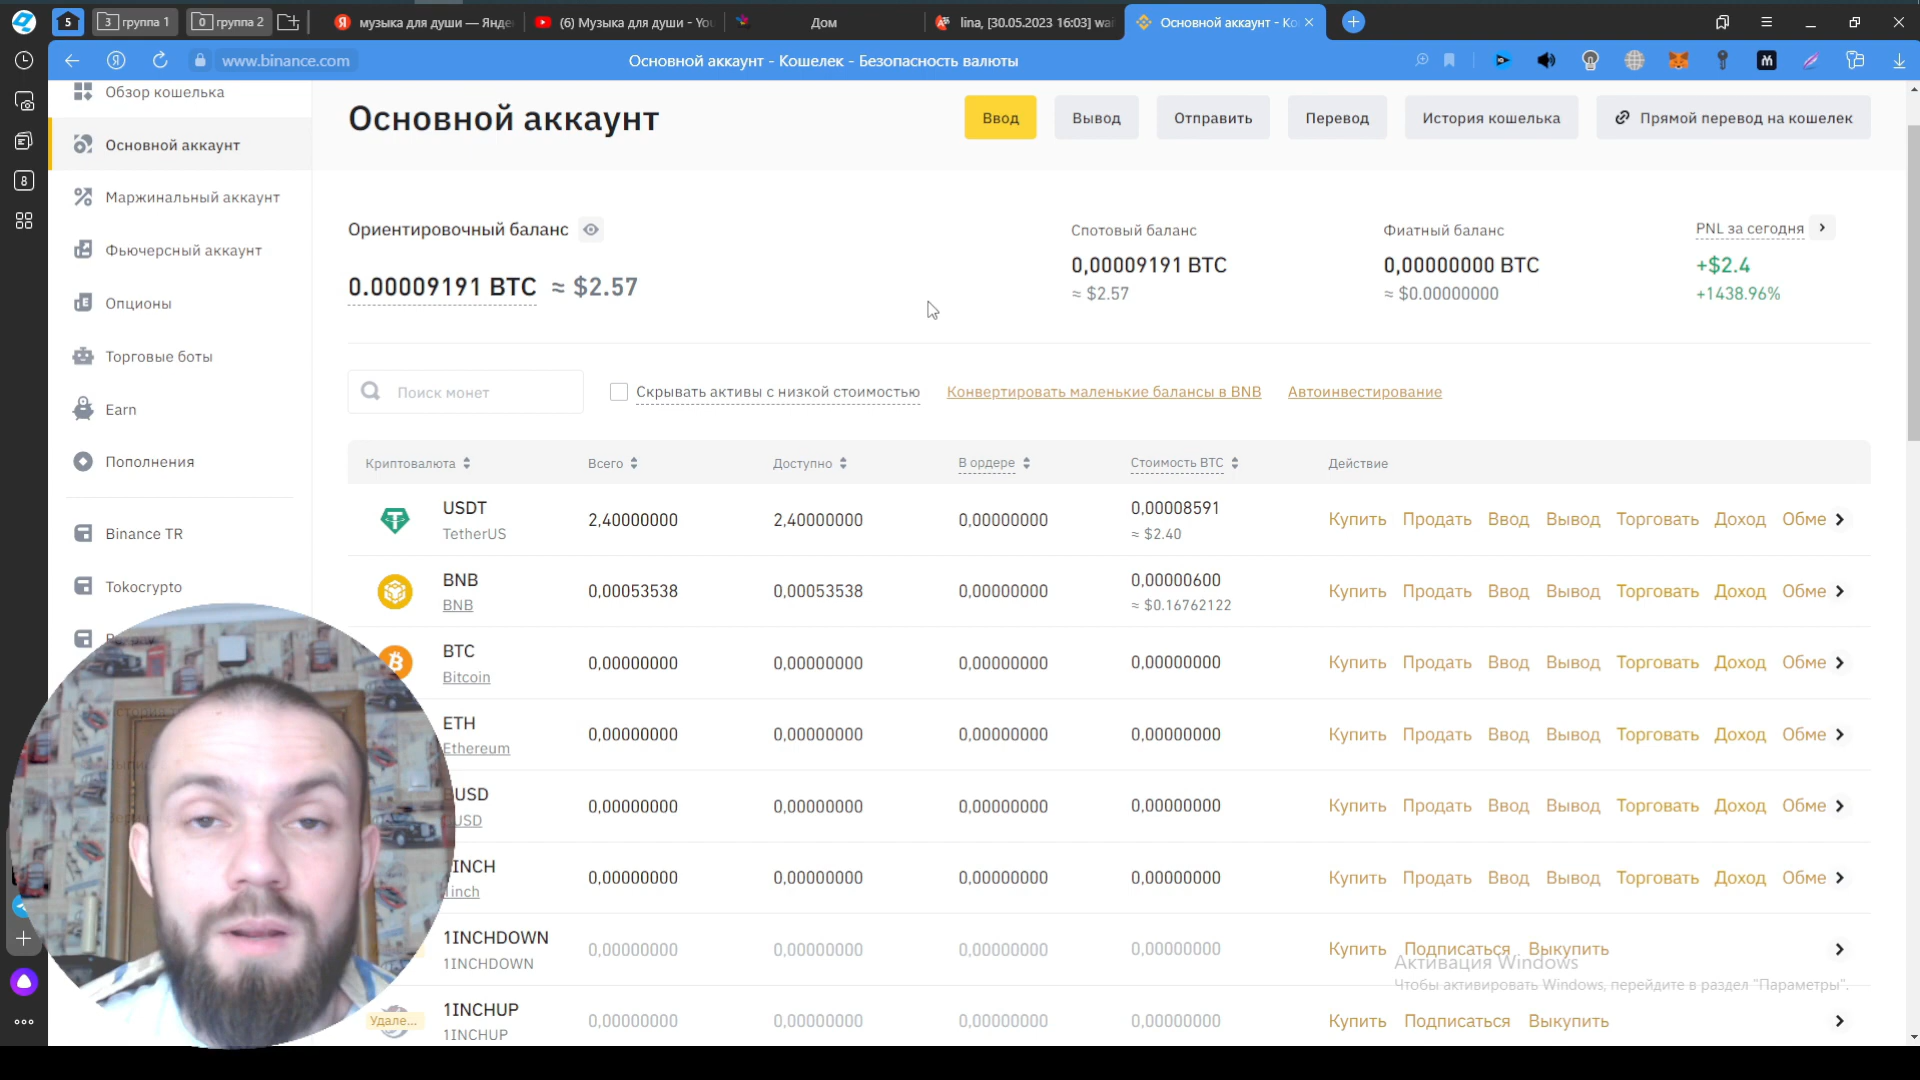 5
3 группа 1
0 группа 2
музыка для души — Янде
(6) Музыка для души - You
Дом
lina, [30.05.2023 16:03] wai
Основной аккаунт - Ко
www.binance.com
Основной аккаунт - Кошелек - Безопасность валюты
8
Обзор кошелька
Основной аккаунт
Маржинальный аккаунт
Фьючерсный аккаунт
Опционы
Торговые боты
Earn
Пополнения
Binance TR
Tokocrypto
Основной аккаунт
Ввод
Вывод
Отправить
Перевод
История кошелька
Прямой перевод на кошелек
Ориентировочный баланс
0.00009191 BTC ≈ $2.57
Спотовый баланс
0,00009191 BTC
≈ $2.57
Фиатный баланс
0,00000000 BTC
≈ $0.00000000
PNL за сегодня
+$2.4
+1438.96%
Поиск монет
Скрывать активы с низкой стоимостью
Конвертировать маленькие балансы в BNB
Автоинвестирование
Криптовалюта Всего Доступно В ордере Стоимость BTC Действие
USDT 2,40000000 2,40000000 0,00000000 0,00008591 Купить Продать Ввод Вывод Торговать Доход Обме
TetherUS ≈ $2.40
BNB 0,00053538 0,00053538 0,00000000 0,00000600 Купить Продать Ввод Вывод Торговать Доход Обме
BNB ≈ $0.16762122
BTC 0,00000000 0,00000000 0,00000000 0,00000000 Купить Продать Ввод Вывод Торговать Доход Обме
Bitcoin
ETH 0,00000000 0,00000000 0,00000000 0,00000000 Купить Продать Ввод Вывод Торговать Доход Обме
Ethereum
USD 0,00000000 0,00000000 0,00000000 0,00000000 Купить Продать Ввод Вывод Торговать Доход Обме
USD
INCH 0,00000000 0,00000000 0,00000000 0,00000000 Купить Продать Ввод Вывод Торговать Доход Обме
inch
1INCHDOWN 0,00000000 0,00000000 0,00000000 0,00000000 Купить Подписаться Выкупить
1INCHDOWN
Активация Windows
Чтобы активировать Windows, перейдите в раздел "Параметры".
1INCHUP 0,00000000 0,00000000 0,00000000 0,00000000 Купить Подписаться Выкупить
Удале...
1INCHUP